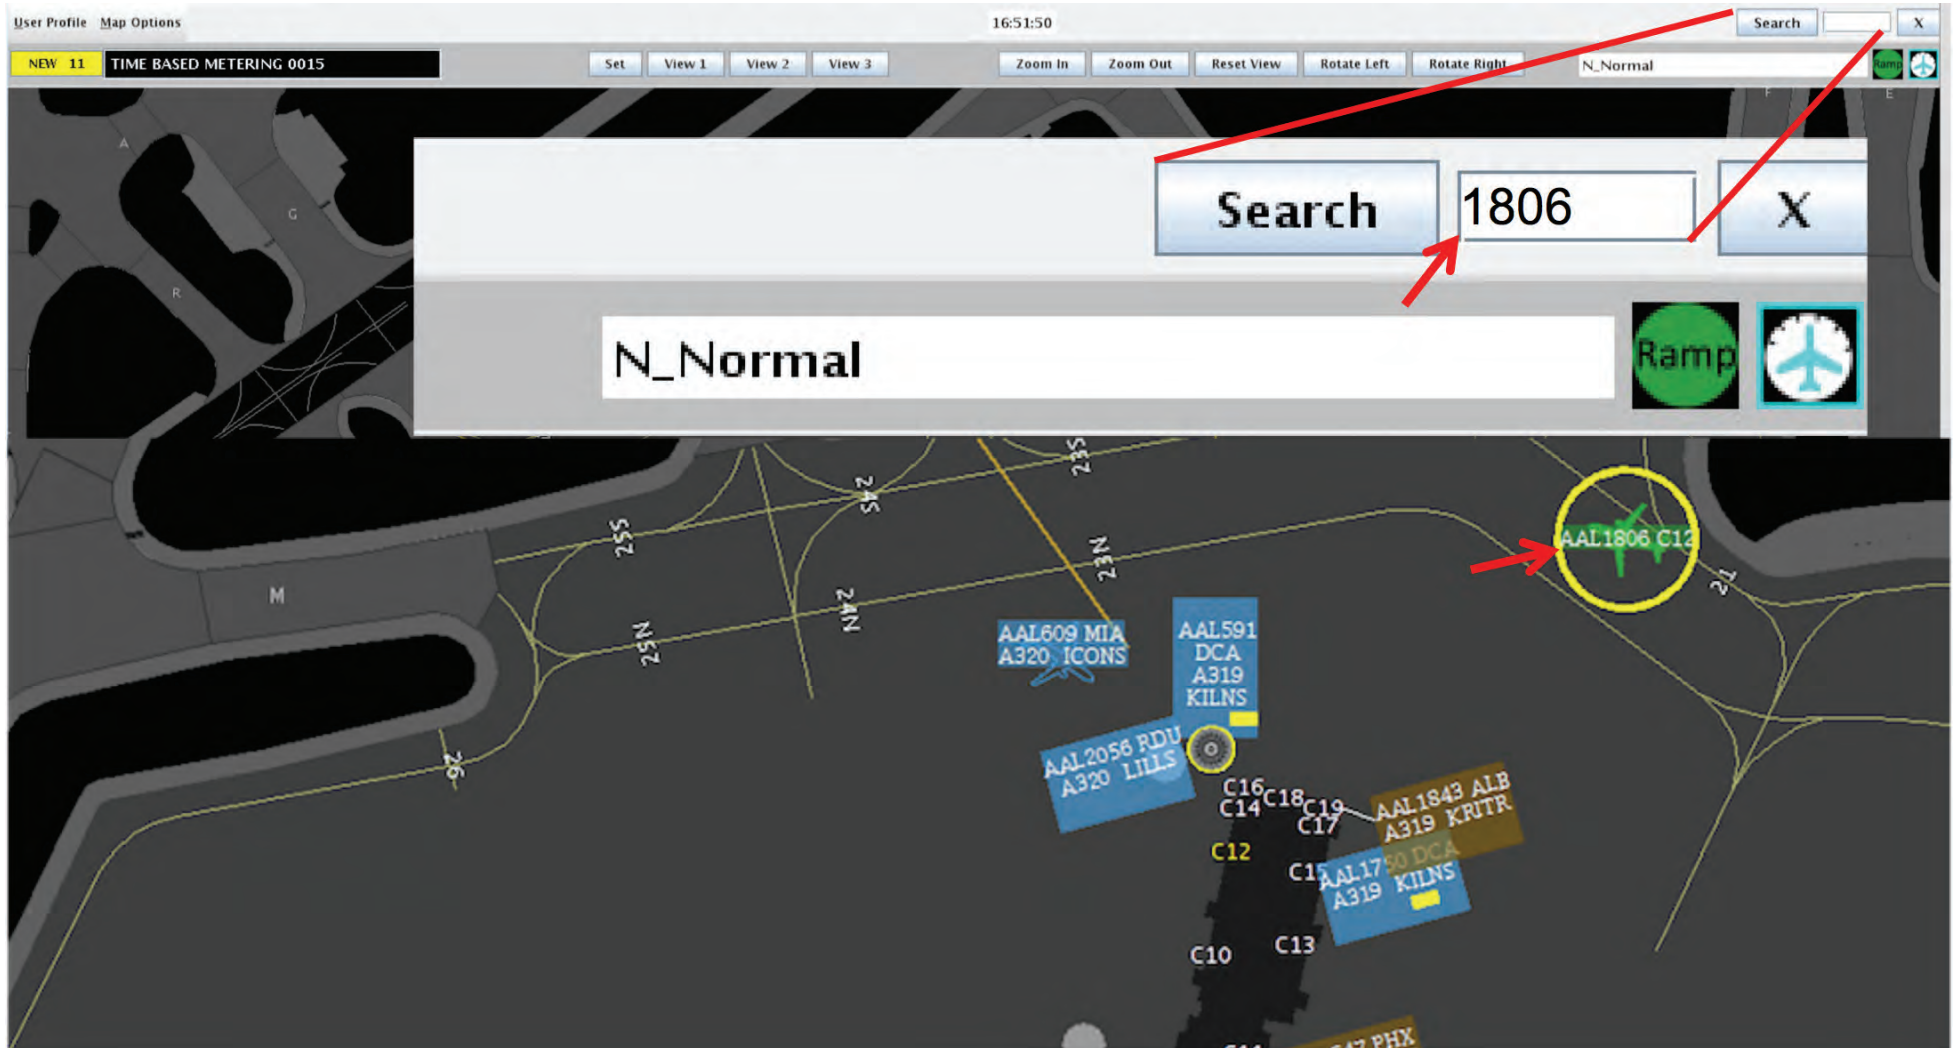 User Profile Map Options 16:51:50 Search X
NEW 11 TIME BASED METERING 0015 Set View 1 View 2 View 3 Zoom In Zoom Out Reset View Rotate Left Rotate Right N_Normal Ramp
F E
A
G
R
Search 1806 X
N_Normal Ramp
23S
24S
25S
23N
AAL1806 C12
21
M
24N
25N
AAL609 MIA
A320 ICONS
AAL591
DCA
A319
KILNS
26
AAL2056 RDU
A320 LILLS
C16
C18
C14
C19
C17
AAL1843 ALB
A319 KRITR
C12
C15
AAL1750 DCA
A319 KILNS
C10
C13
47 PHX